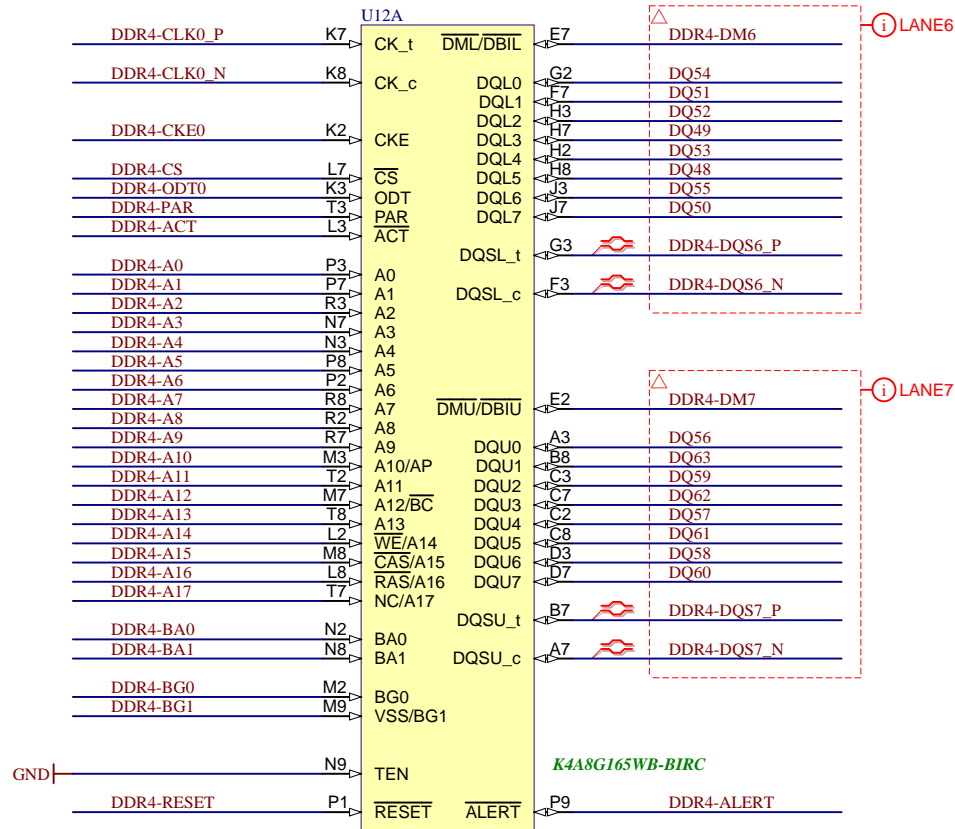 U12A
DDR4-CLK0_P K7 CK_t DML/DBIL E7 DDR4-DM6 LANE6
DDR4-CLK0_N K8 CK_c DQL0 G2 DQ54
DQL1 F7 DQ51
DQL2 H3 DQ52
DDR4-CKE0 K2 CKE DQL3 H7 DQ49
DQL4 H2 DQ53
DDR4-CS L7 CS DQL5 H8 DQ48
DDR4-ODT0 K3 ODT DQL6 J3 DQ55
DDR4-PAR T3 PAR DQL7 J7 DQ50
DDR4-ACT L3 ACT
DQSL_t G3 DDR4-DQS6_P
DDR4-A0 P3 A0
DDR4-A1 P7 A1 DQSL_c F3 DDR4-DQS6_N
DDR4-A2 R3 A2
DDR4-A3 N7 A3
DDR4-A4 N3 A4
DDR4-A5 P8 A5
DDR4-A6 P2 A6
DDR4-A7 R8 A7 DMU/DBIU E2 DDR4-DM7 LANE7
DDR4-A8 R2 A8
DDR4-A9 R7 A9 DQU0 A3 DQ56
DDR4-A10 M3 A10/AP DQU1 B8 DQ63
DDR4-A11 T2 A11 DQU2 C3 DQ59
DDR4-A12 M7 A12/BC DQU3 C7 DQ62
DDR4-A13 T8 A13 DQU4 C2 DQ57
DDR4-A14 L2 WE/A14 DQU5 C8 DQ61
DDR4-A15 M8 CAS/A15 DQU6 D3 DQ58
DDR4-A16 L8 RAS/A16 DQU7 D7 DQ60
DDR4-A17 T7 NC/A17
DQSU_t B7 DDR4-DQS7_P
DDR4-BA0 N2 BA0
DDR4-BA1 N8 BA1 DQSU_c A7 DDR4-DQS7_N
DDR4-BG0 M2 BG0
DDR4-BG1 M9 VSS/BG1
GND N9 TEN K4A8G165WB-BIRC
DDR4-RESET P1 RESET ALERT P9 DDR4-ALERT